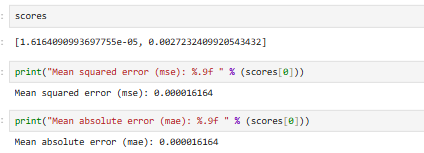 scores
[1.6164090993697755e-05, 0.0027232409920543432]
print("Mean squared error (mse): %.9f " % (scores[0]))
Mean squared error (mse): 0.000016164
print("Mean absolute error (mae): %.9f " % (scores[0]))
Mean absolute error (mae): 0.000016164